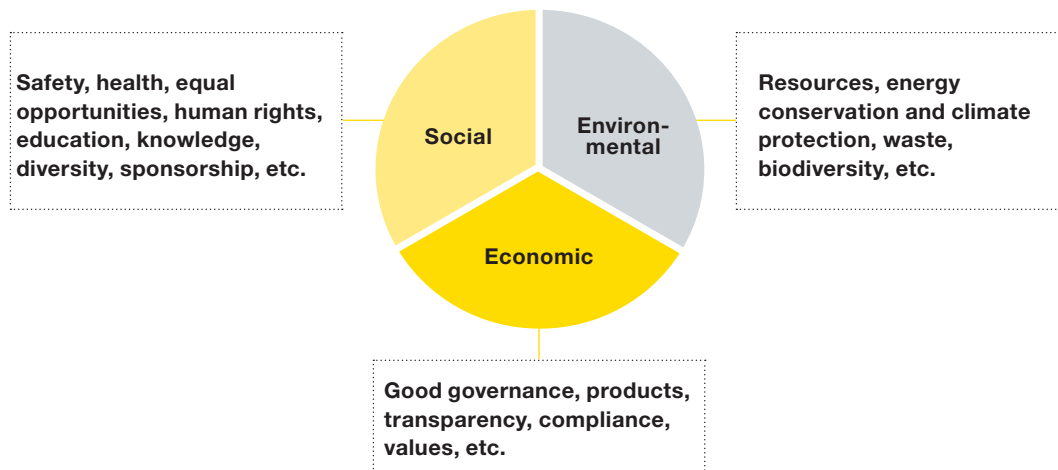 Safety, health, equal
opportunities, human rights,
education, knowledge,
diversity, sponsorship, etc.
Social
Environ-
mental
Resources, energy
conservation and climate
protection, waste,
biodiversity, etc.
Economic
Good governance, products,
transparency, compliance,
values, etc.